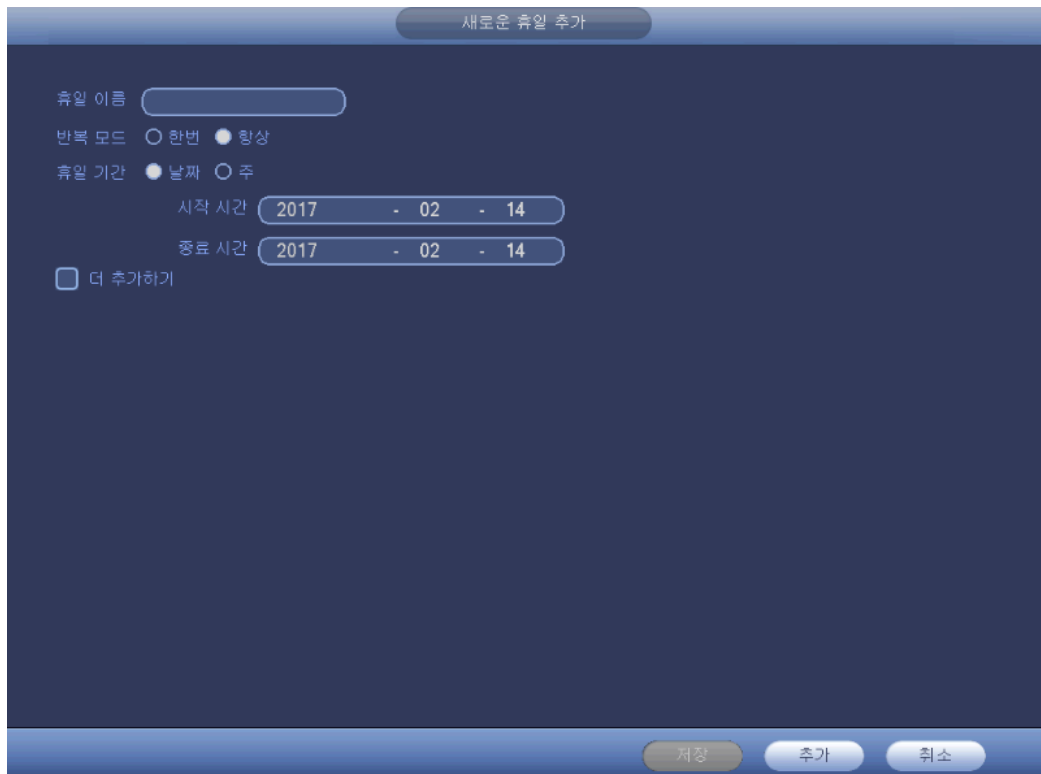 새로운 휴일 추가
휴일 이름
반복 모드 한번 항상
휴일 기간 날짜 주
시작 시간 2017 - 02 - 14
종료 시간 2017 - 02 - 14
더 추가하기
저장 추가 취소